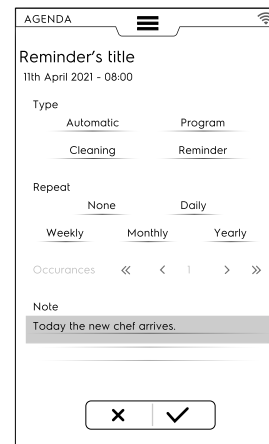 AGENDA
Reminder's title
11th April 2021 - 08:00
Type
Automatic Program
Cleaning Reminder
Repeat
None Daily
Weekly Monthly Yearly
Occurances « < 1 > »
Note
Today the new chef arrives.